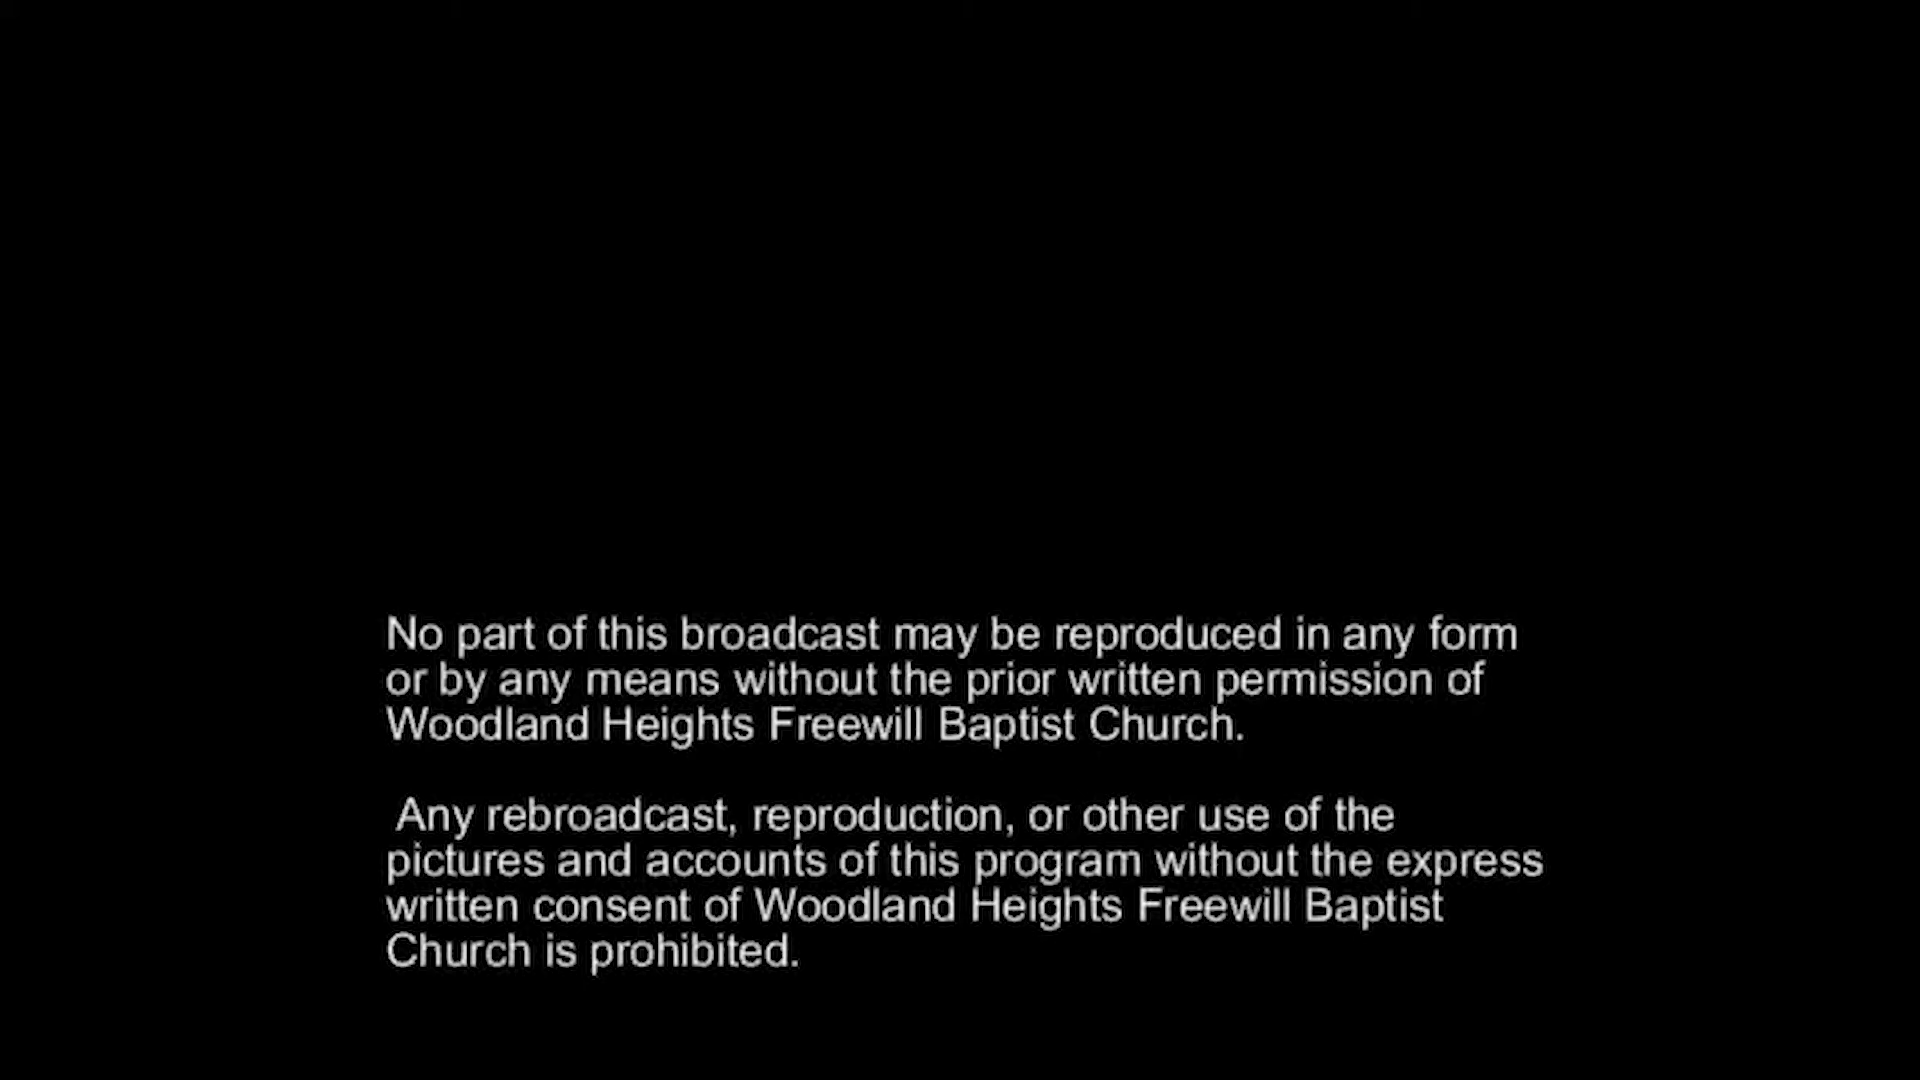 No part of this broadcast may be reproduced in any form
or by any means without the prior written permission of
Woodland Heights Freewill Baptist Church.
Any rebroadcast, reproduction, or other use of the
pictures and accounts of this program without the express
written consent of Woodland Heights Freewill Baptist
Church is prohibited.